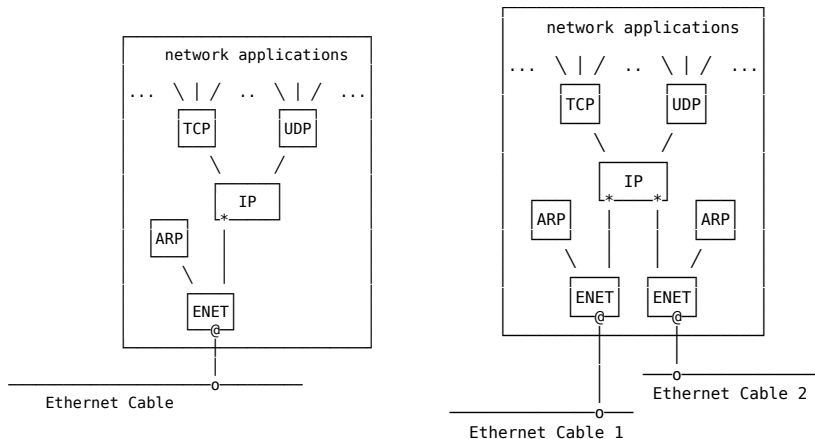 network applications
... \ | / .. \ | / ...
TCP UDP
IP
*
ARP
ENET
@
o
Ethernet Cable
network applications
... \ | / .. \ | / ...
TCP UDP
IP
* *
ARP ARP
ENET ENET
@ @
o
Ethernet Cable 2
o
Ethernet Cable 1